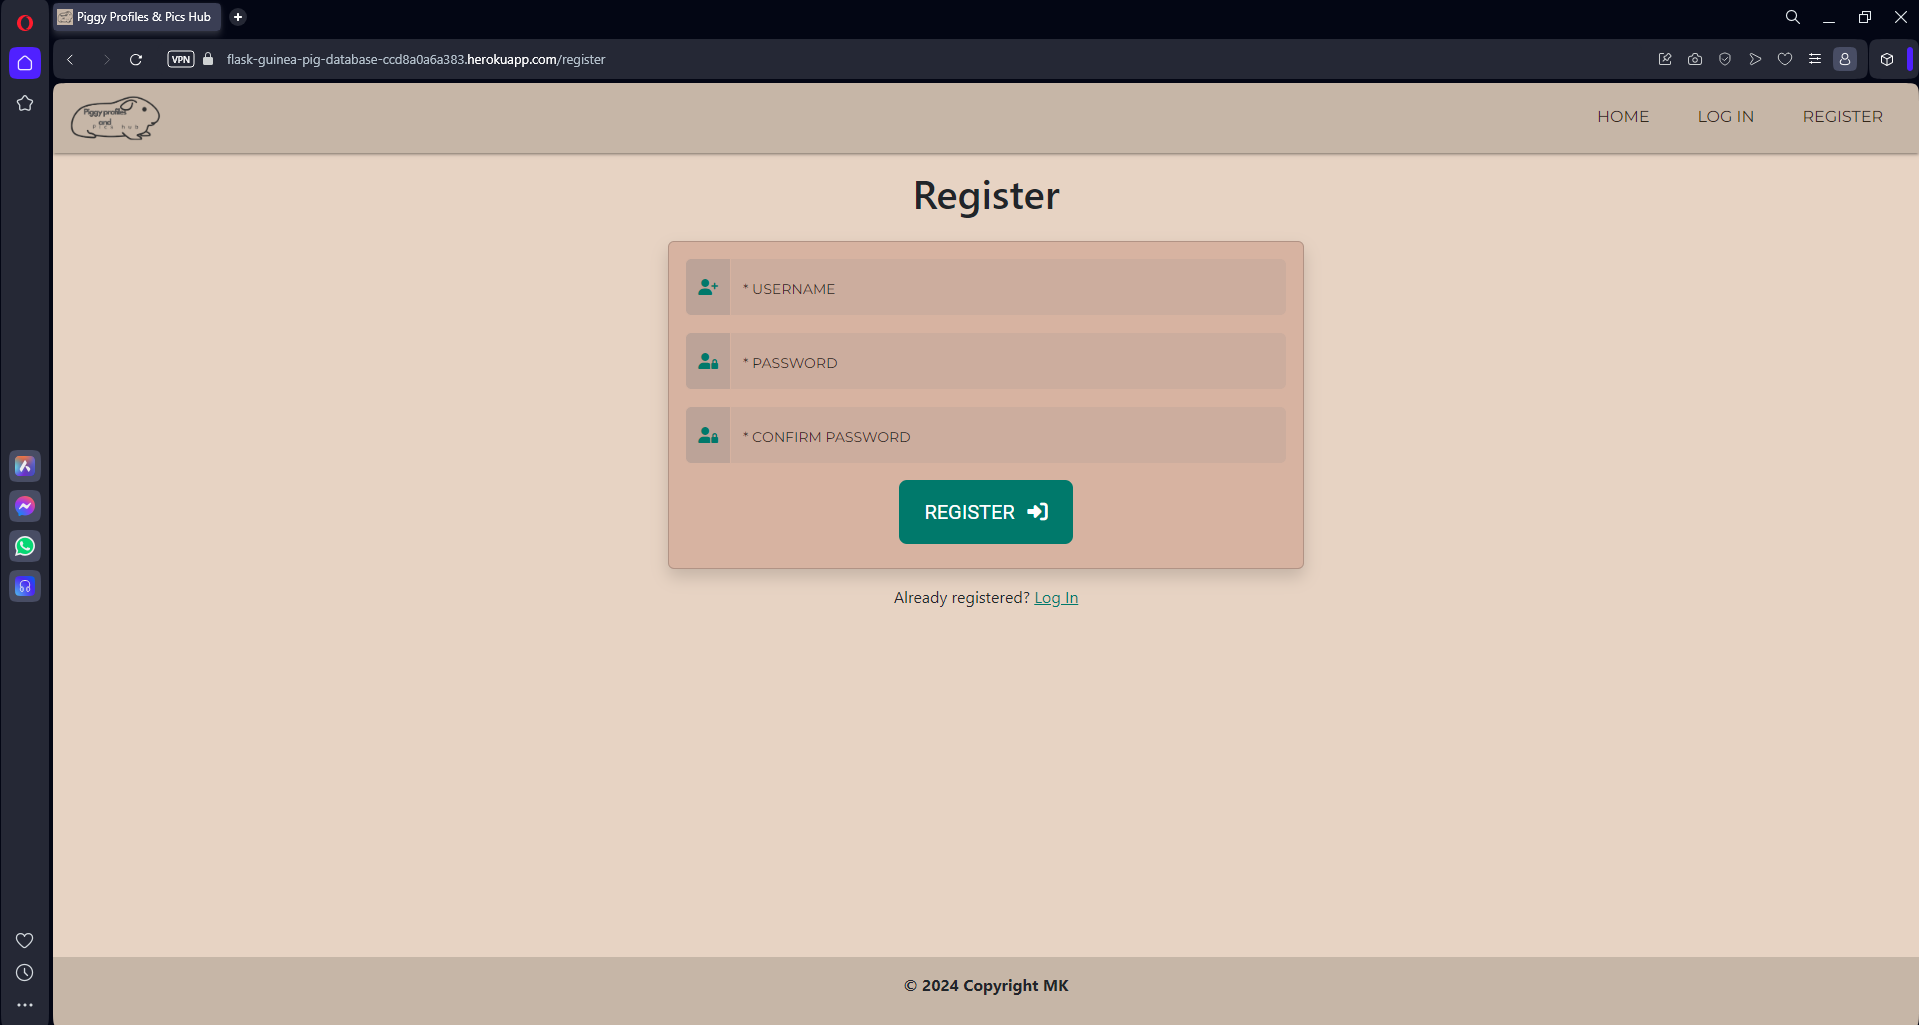 Piggy Profiles & Pics Hub
VPN
flask-guinea-pig-database-ccd8a0a6a383.herokuapp.com/register
Piggy profiles
and
Pics hub
HOME
LOG IN
REGISTER
Register
* USERNAME
* PASSWORD
* CONFIRM PASSWORD
REGISTER
Already registered? Log In
© 2024 Copyright MK